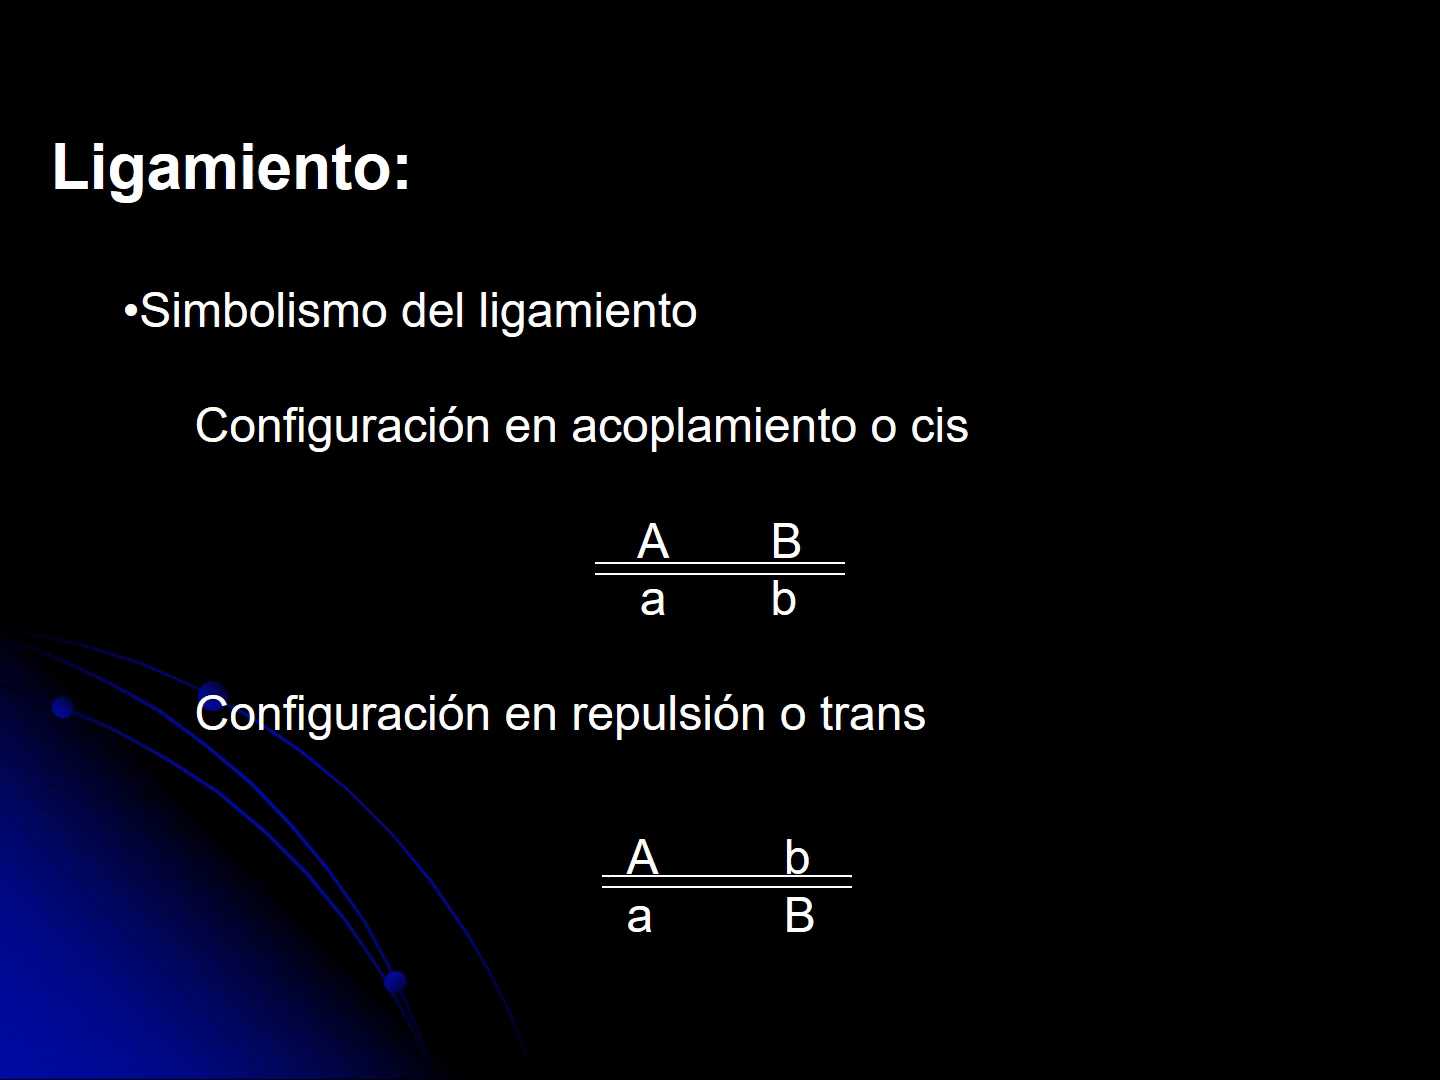 Ligamiento:
•Simbolismo del ligamiento
Configuración en acoplamiento o cis
A B
a b
Configuración en repulsión o trans
A b
a B